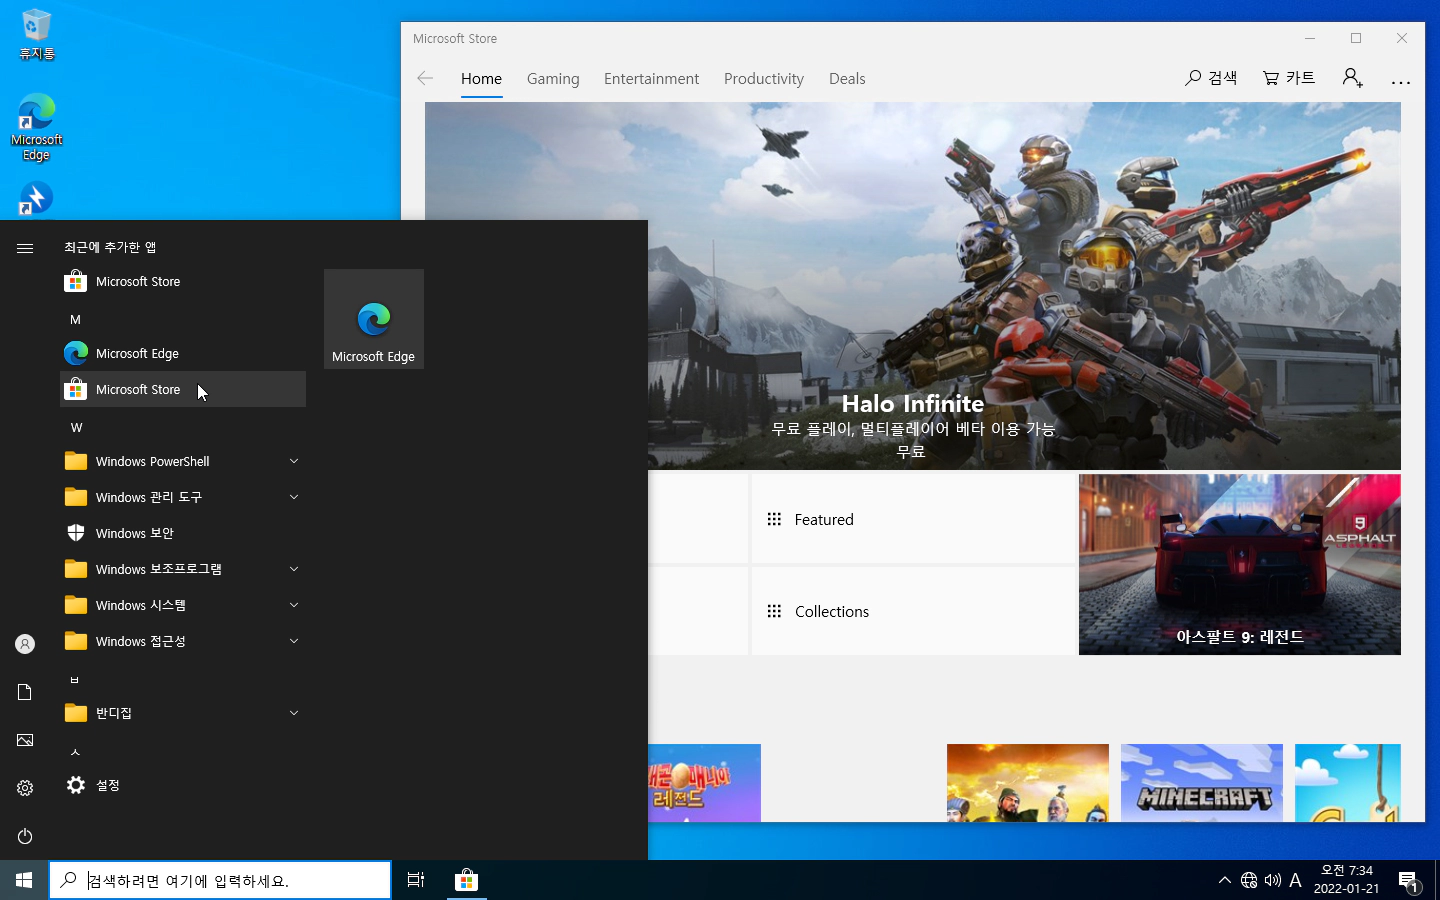 휴지통
Microsoft
Edge
Microsoft Store
Home
Gaming
Entertainment
Productivity
Deals
검색
카트
Halo Infinite
무료 플레이, 멀티플레이어 베타 이용 가능
무료
Featured
Collections
9
ASPHALT
아스팔트 9: 레전드
레전드
MINECRAFT
최근에 추가한 앱
Microsoft Store
M
Microsoft Edge
Microsoft Store
W
Windows PowerShell
Windows 관리 도구
Windows 보안
Windows 보조프로그램
Windows 시스템
Windows 접근성
ㅂ
반디집
ㅅ
설정
Microsoft Edge
검색하려면 여기에 입력하세요.
A
오전 7:34
2022-01-21
1